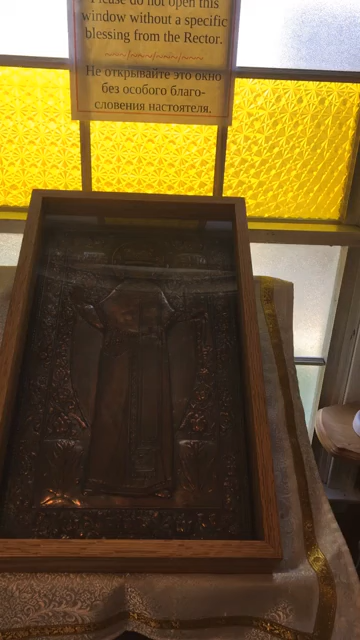 Please do not open this
window without a specific
blessing from the Rector.
Не открывайте это окно
без особого благо-
словения настоятеля.